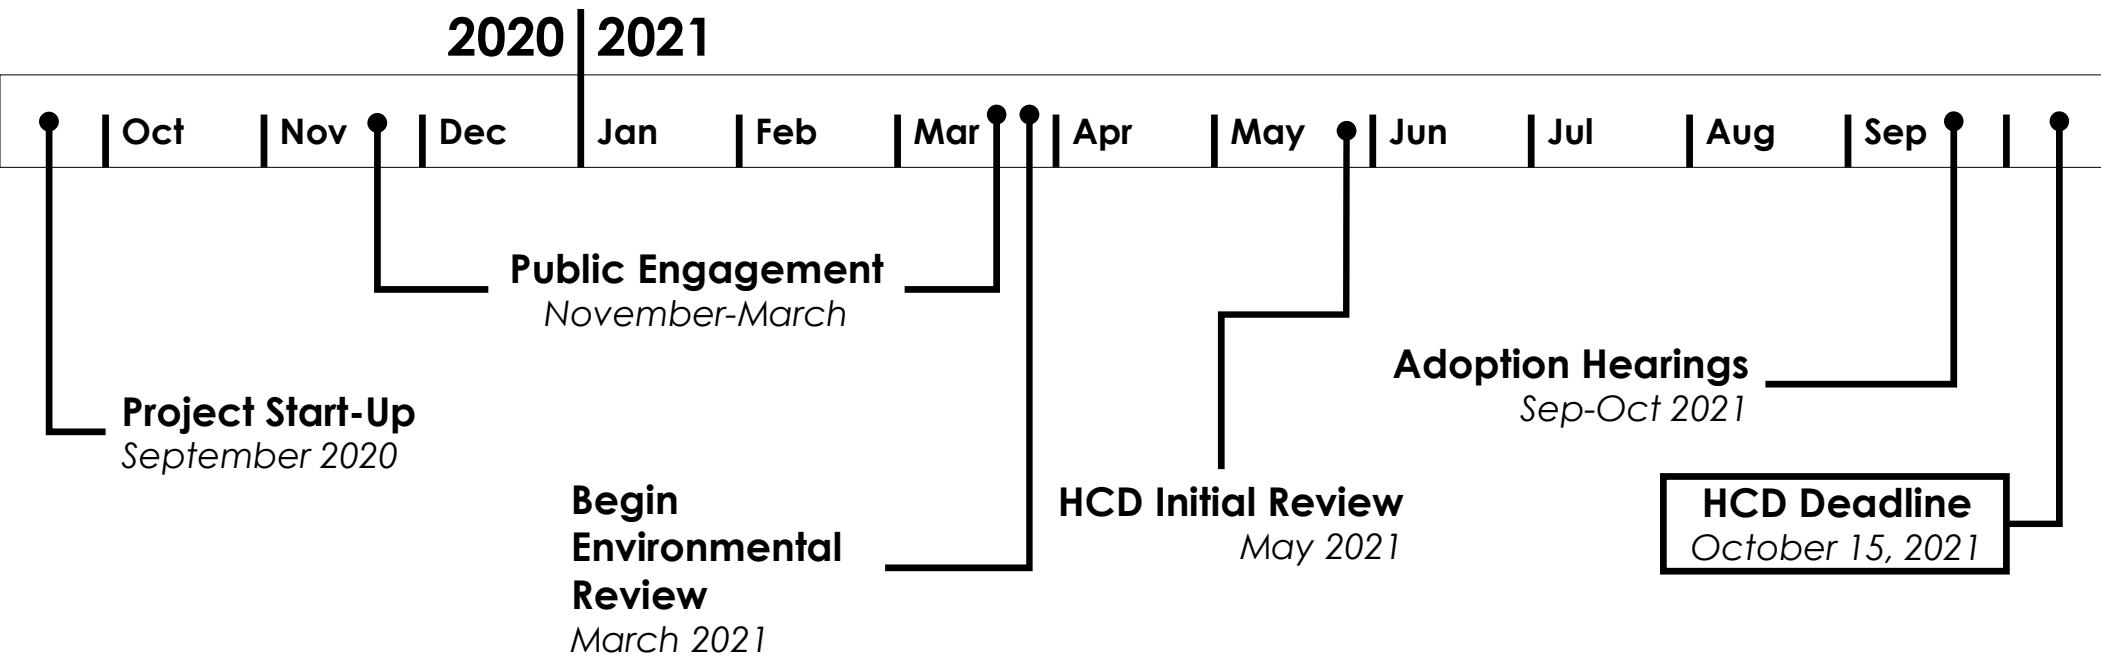 2020 2021
Oct Nov Dec Jan Feb Mar Apr May Jun Jul Aug Sep
Public Engagement
November-March
Adoption Hearings
Sep-Oct 2021
Project Start-Up
September 2020
Begin
Environmental
Review
March 2021
HCD Initial Review
May 2021
HCD Deadline
October 15, 2021